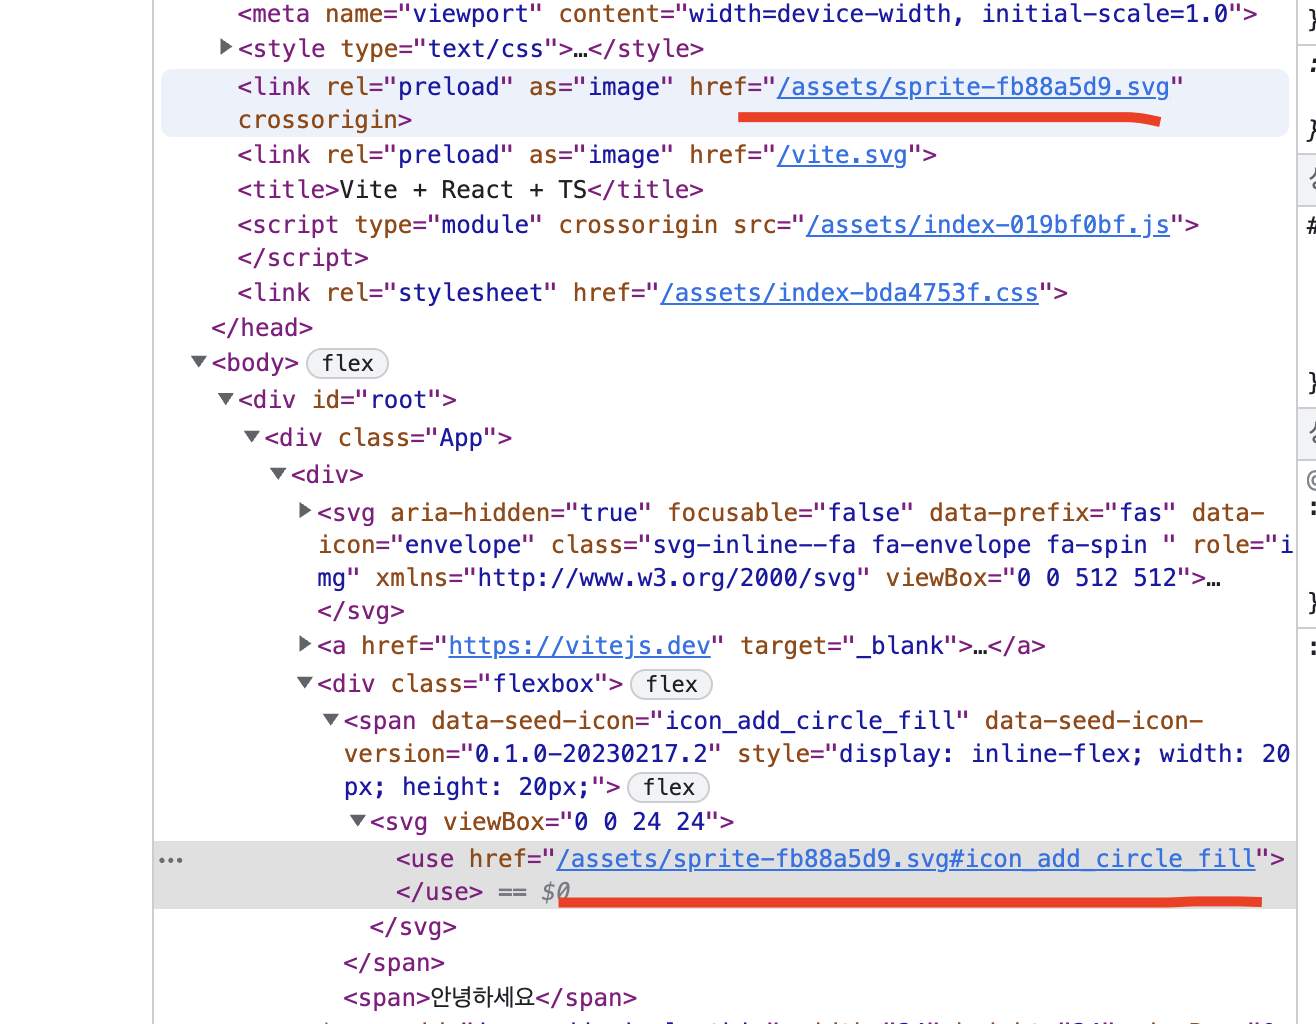 <meta name="viewport" content="width=device-width, initial-scale=1.0">
<style type="text/css">…</style>
<link rel="preload" as="image" href="/assets/sprite-fb88a5d9.svg"
crossorigin>
<link rel="preload" as="image" href="/vite.svg">
<title>Vite + React + TS</title>
<script type="module" crossorigin src="/assets/index-019bf0bf.js">
</script>
<link rel="stylesheet" href="/assets/index-bda4753f.css">
</head>
<body> flex
<div id="root">
<div class="App">
<div>
<svg aria-hidden="true" focusable="false" data-prefix="fas" data-
icon="envelope" class="svg-inline--fa fa-envelope fa-spin " role="i
mg" xmlns="http://www.w3.org/2000/svg" viewBox="0 0 512 512">…
</svg>
<a href="https://vitejs.dev" target="_blank">…</a>
<div class="flexbox"> flex
<span data-seed-icon="icon_add_circle_fill" data-seed-icon-
version="0.1.0-20230217.2" style="display: inline-flex; width: 20
px; height: 20px;"> flex
<svg viewBox="0 0 24 24">
<use href="/assets/sprite-fb88a5d9.svg#icon_add_circle_fill">
</use> == $0
</svg>
</span>
<span>안녕하세요</span>